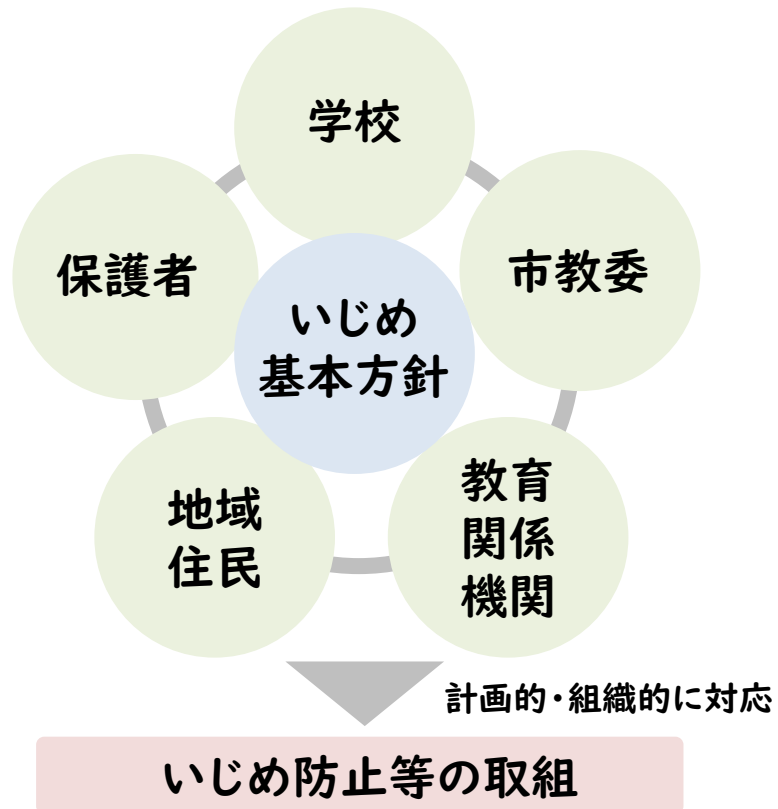 学校
保護者
市教委
いじめ
基本方針
地域
住民
教育
関係
機関
計画的・組織的に対応
いじめ防止等の取組